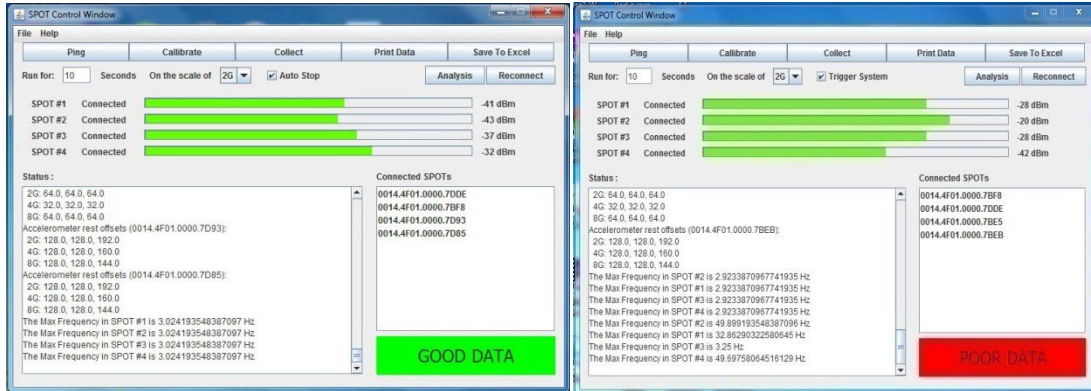 SPOT Control Window
File Help
Ping Callibrate Collect Print Data Save To Excel
Run for: 10 Seconds On the scale of 2G Auto Stop Analysis Reconnect
SPOT #1 Connected -41 dBm
SPOT #2 Connected -43 dBm
SPOT #3 Connected -37 dBm
SPOT #4 Connected -32 dBm
Status : Connected SPOTs
2G: 64.0, 64.0, 64.0
4G: 32.0, 32.0, 32.0
8G: 64.0, 64.0, 64.0
Accelerometer rest offsets (0014.4F01.0000.7D93):
2G: 128.0, 128.0, 192.0
4G: 128.0, 128.0, 160.0
8G: 128.0, 128.0, 144.0
Accelerometer rest offsets (0014.4F01.0000.7D85):
2G: 128.0, 128.0, 192.0
4G: 128.0, 128.0, 160.0
8G: 128.0, 128.0, 144.0
The Max Frequency in SPOT #1 is 3.024193548387097 Hz
The Max Frequency in SPOT #2 is 3.024193548387097 Hz
The Max Frequency in SPOT #3 is 3.024193548387097 Hz
The Max Frequency in SPOT #4 is 3.024193548387097 Hz
0014.4F01.0000.7DDE
0014.4F01.0000.7BF8
0014.4F01.0000.7D93
0014.4F01.0000.7D85
GOOD DATA
SPOT Control Window
File Help
Ping Callibrate Collect Print Data Save To Excel
Run for: 10 Seconds On the scale of 2G Trigger System Analysis Reconnect
SPOT #1 Connected -28 dBm
SPOT #2 Connected -20 dBm
SPOT #3 Connected -28 dBm
SPOT #4 Connected -42 dBm
Status : Connected SPOTs
2G: 64.0, 64.0, 64.0
4G: 32.0, 32.0, 32.0
8G: 64.0, 64.0, 64.0
Accelerometer rest offsets (0014.4F01.0000.7BEB):
2G: 128.0, 128.0, 192.0
4G: 128.0, 128.0, 160.0
8G: 128.0, 128.0, 144.0
The Max Frequency in SPOT #2 is 2.9233870967741935 Hz
The Max Frequency in SPOT #1 is 2.9233870967741935 Hz
The Max Frequency in SPOT #3 is 2.9233870967741935 Hz
The Max Frequency in SPOT #4 is 2.9233870967741935 Hz
The Max Frequency in SPOT #2 is 49.899193548387096 Hz
The Max Frequency in SPOT #1 is 32.86290322580645 Hz
The Max Frequency in SPOT #3 is 3.25 Hz
The Max Frequency in SPOT #4 is 49.69758064516129 Hz
0014.4F01.0000.7BF8
0014.4F01.0000.7DDE
0014.4F01.0000.7BE5
0014.4F01.0000.7BEB
POOR DATA